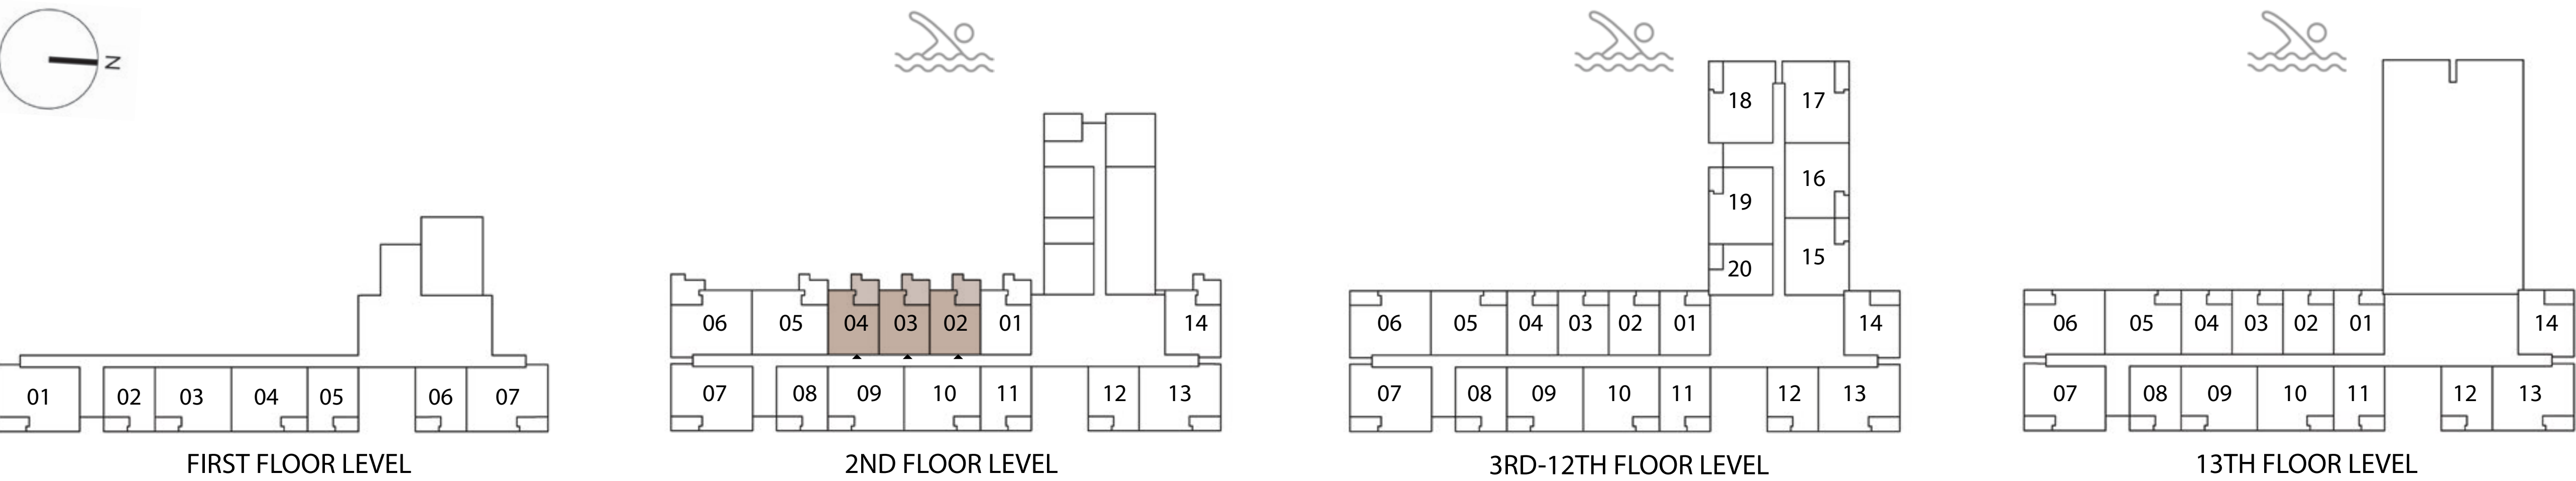 N
18 17
16
19
15
20
06 05 04 03 02 01 14
06 05 04 03 02 01 14
06 05 04 03 02 01 14
01 02 03 04 05 06 07
07 08 09 10 11 12 13
07 08 09 10 11 12 13
07 08 09 10 11 12 13
FIRST FLOOR LEVEL
2ND FLOOR LEVEL
3RD-12TH FLOOR LEVEL
13TH FLOOR LEVEL